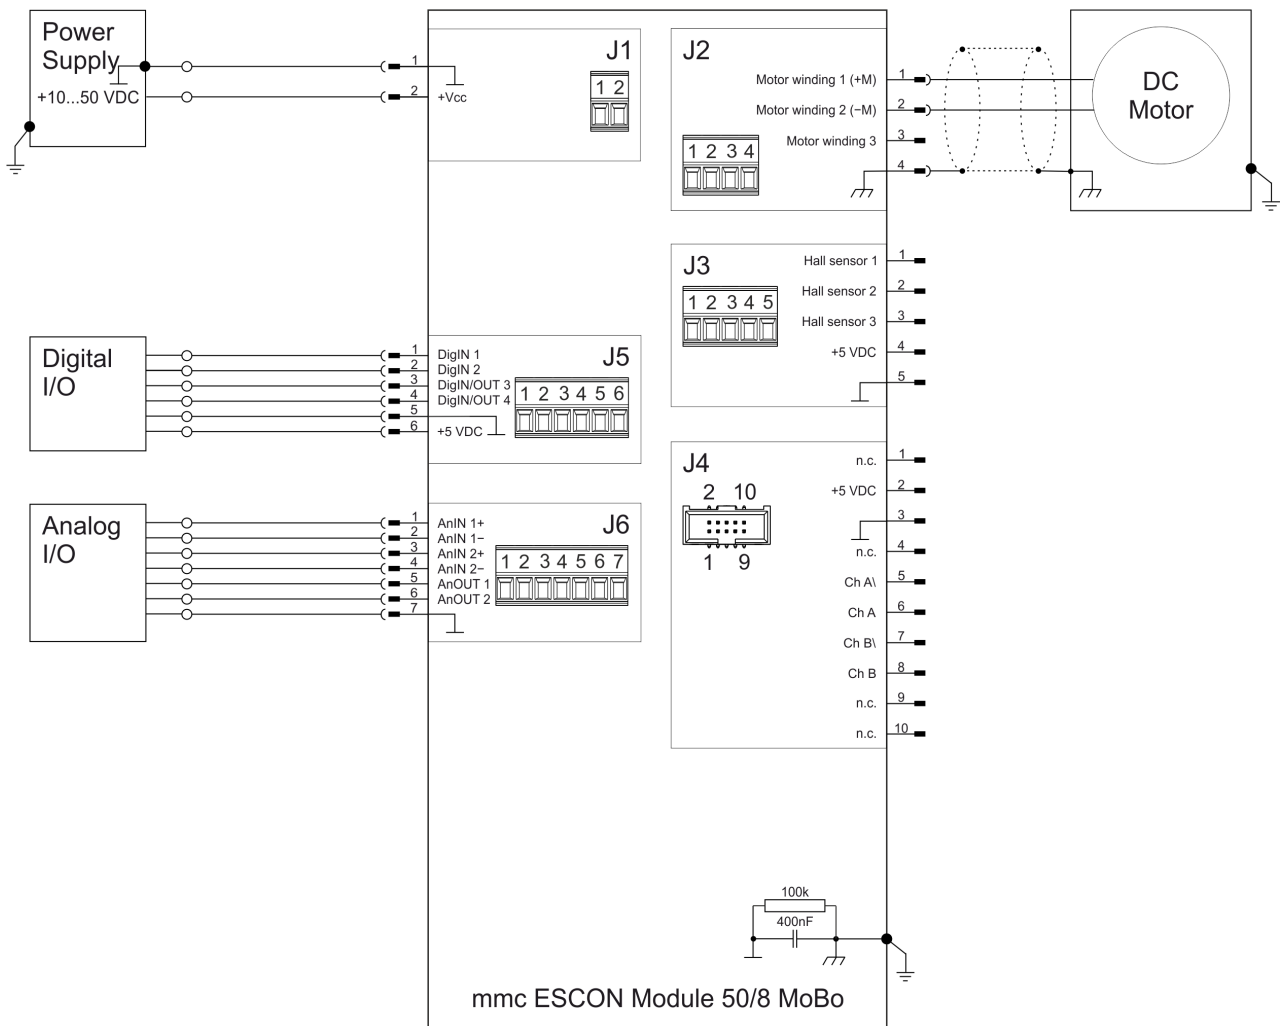 Power
Supply
+10...50 VDC
1
2
+Vcc
J1
1 2
J2
1 2 3 4
Motor winding 1 (+M) 1
Motor winding 2 (−M) 2
Motor winding 3 3
4
DC
Motor
J3
1 2 3 4 5
Hall sensor 1 1
Hall sensor 2 2
Hall sensor 3 3
+5 VDC 4
5
Digital
I/O
1 DigIN 1
2 DigIN 2
3 DigIN/OUT 3
4 DigIN/OUT 4
5
6 +5 VDC
J5
1 2 3 4 5 6
J4
2 10
1 9
n.c. 1
+5 VDC 2
3
n.c. 4
Ch A\ 5
Ch A 6
Ch B\ 7
Ch B 8
n.c. 9
n.c. 10
Analog
I/O
1 AnIN 1+
2 AnIN 1−
3 AnIN 2+
4 AnIN 2−
5 AnOUT 1
6 AnOUT 2
7
J6
1 2 3 4 5 6 7
100k
400nF
mmc ESCON Module 50/8 MoBo